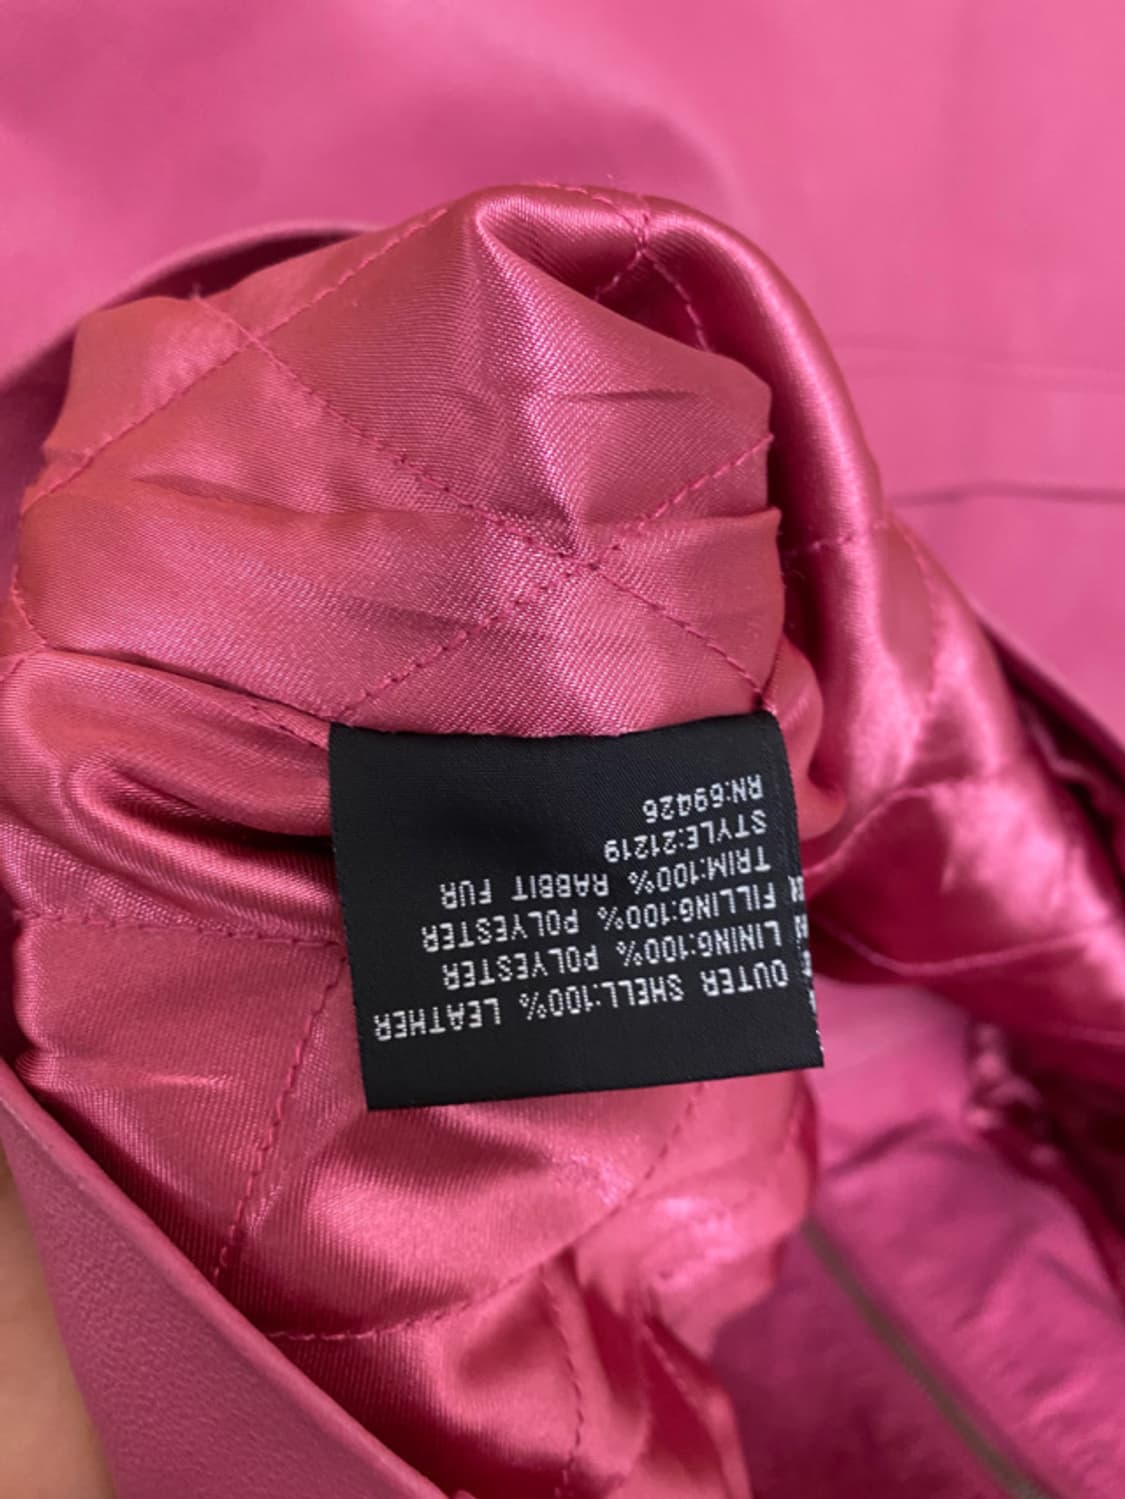 OUTER SHELL:100% LEATHER
LINING:100% POLYESTER
FILLING:100% POLYESTER
TRIM:100% RABBIT FUR
STYLE:21219
RN:69426